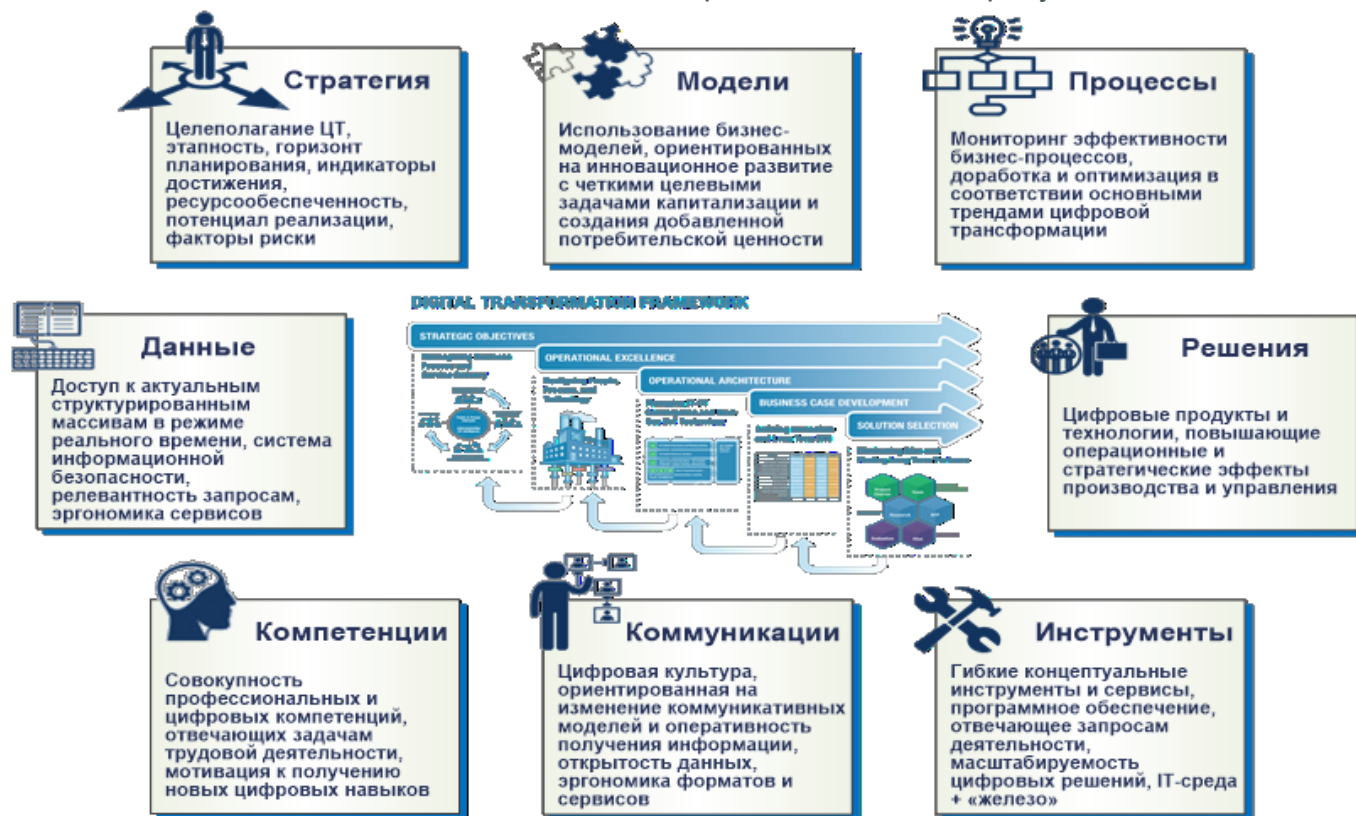 Стратегия
Целеполагание ЦТ,
этапность, горизонт
планирования, индикаторы
достижения,
ресурсообеспеченность,
потенциал реализации,
факторы риски
Модели
Использование бизнес-
моделей, ориентированных
на инновационное развитие
с четкими целевыми
задачами капитализации и
создания добавленной
потребительской ценности
Процессы
Мониторинг эффективности
бизнес-процессов,
доработка и оптимизация в
соответствии основными
трендами цифровой
трансформации
Данные
Доступ к актуальным
структурированным
массивам в режиме
реального времени, система
информационной
безопасности,
релевантность запросам,
эргономика сервисов
DIGITAL TRANSFORMATION FRAMEWORK
STRATEGIC OBJECTIVES
OPERATIONAL EXCELLENCE
OPERATIONAL ARCHITECTURE
BUSINESS CASE DEVELOPMENT
SOLUTION SELECTION
Решения
Цифровые продукты и
технологии, повышающие
операционные и
стратегические эффекты
производства и управления
Компетенции
Совокупность
профессиональных и
цифровых компетенций,
отвечающих задачам
трудовой деятельности,
мотивация к получению
новых цифровых навыков
Коммуникации
Цифровая культура,
ориентированная на
изменение коммуникативных
моделей и оперативность
получения информации,
открытость данных,
эргономика форматов и
сервисов
Инструменты
Гибкие концептуальные
инструменты и сервисы,
программное обеспечение,
отвечающее запросам
деятельности,
масштабируемость
цифровых решений, IT-среда
+ «железо»